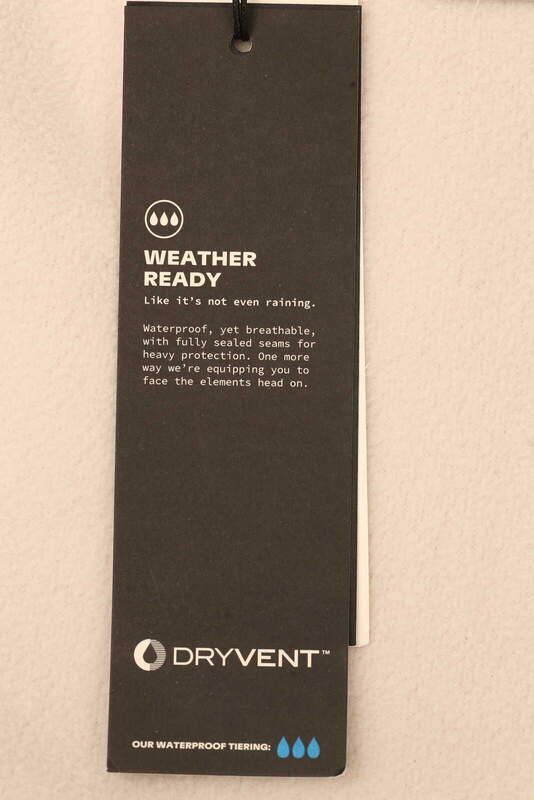 WEATHER
READY
Like it's not even raining.
Waterproof, yet breathable,
with fully sealed seams for
heavy protection. One more
way we're equipping you to
face the elements head on.
DRYVENT™
OUR WATERPROOF TIERING: